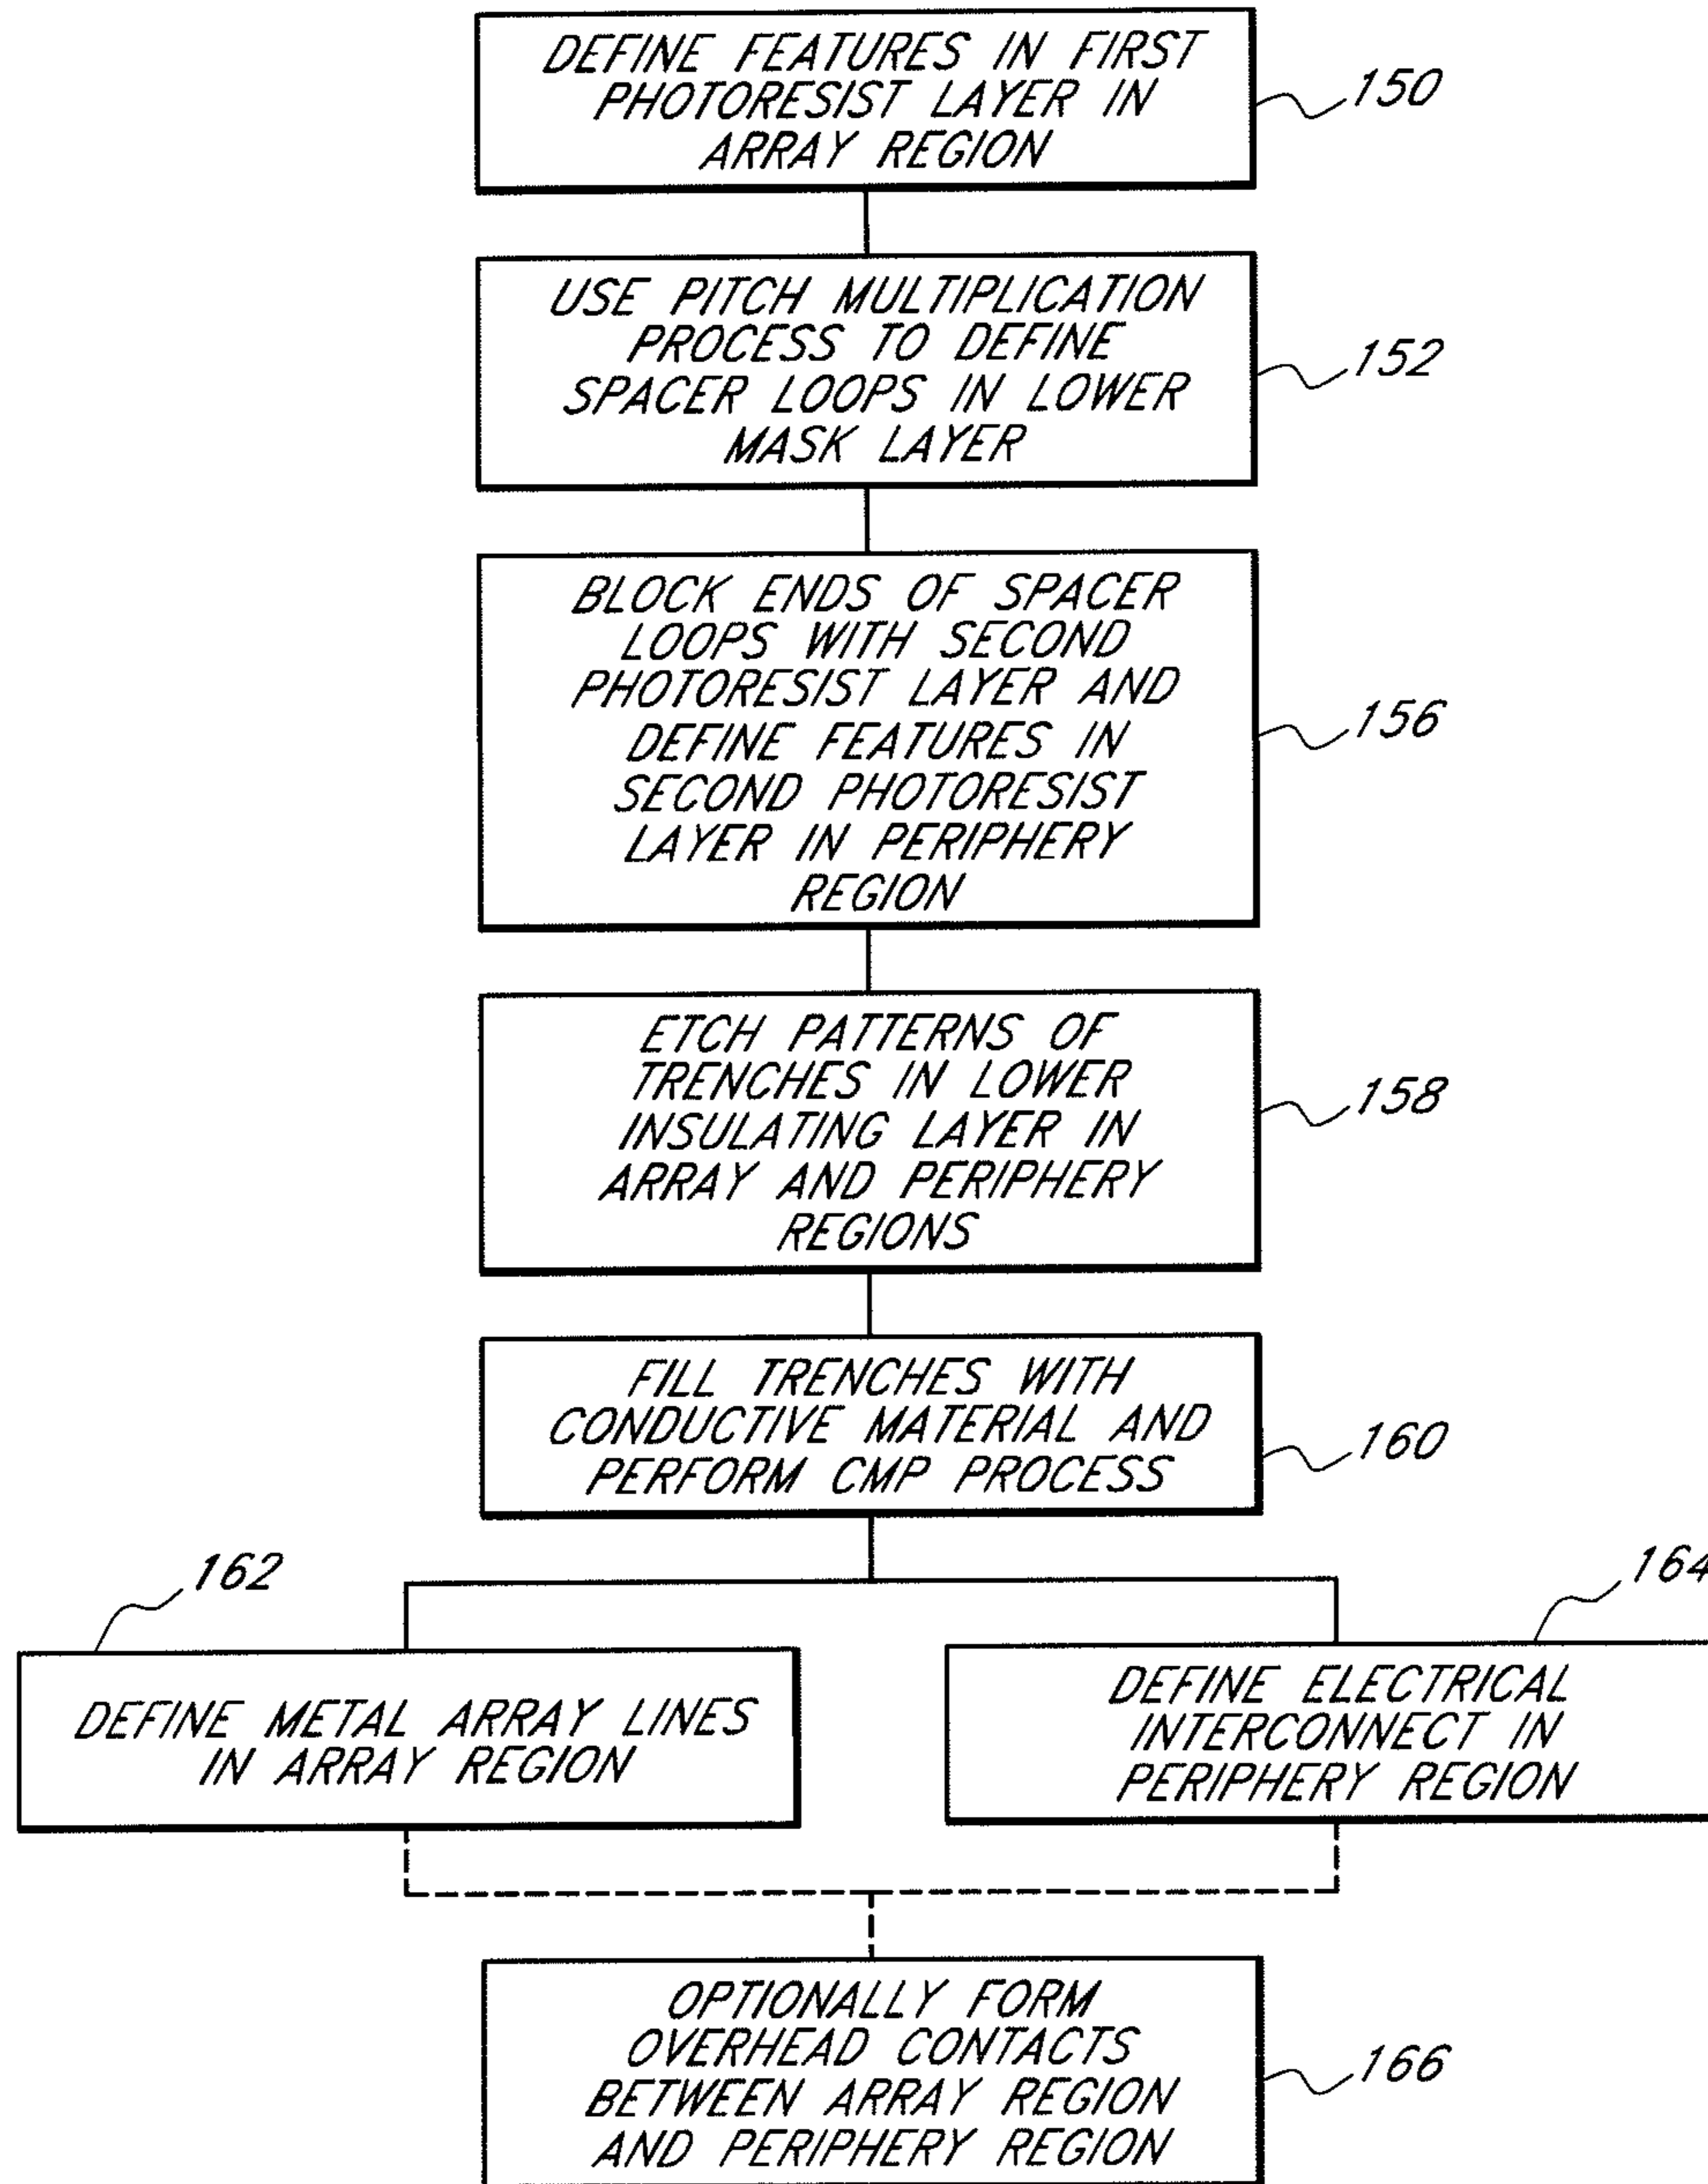 DEFINE FEATURES IN FIRST
PHOTORESIST LAYER IN
ARRAY REGION
150
USE PITCH MULTIPLICATION
PROCESS TO DEFINE
SPACER LOOPS IN LOWER
MASK LAYER
152
BLOCK ENDS OF SPACER
LOOPS WITH SECOND
PHOTORESIST LAYER AND
DEFINE FEATURES IN
SECOND PHOTORESIST
LAYER IN PERIPHERY
REGION
156
ETCH PATTERNS OF
TRENCHES IN LOWER
INSULATING LAYER IN
ARRAY AND PERIPHERY
REGIONS
158
FILL TRENCHES WITH
CONDUCTIVE MATERIAL AND
PERFORM CMP PROCESS
160
162
DEFINE METAL ARRAY LINES
IN ARRAY REGION
164
DEFINE ELECTRICAL
INTERCONNECT IN
PERIPHERY REGION
OPTIONALLY FORM
OVERHEAD CONTACTS
BETWEEN ARRAY REGION
AND PERIPHERY REGION
166